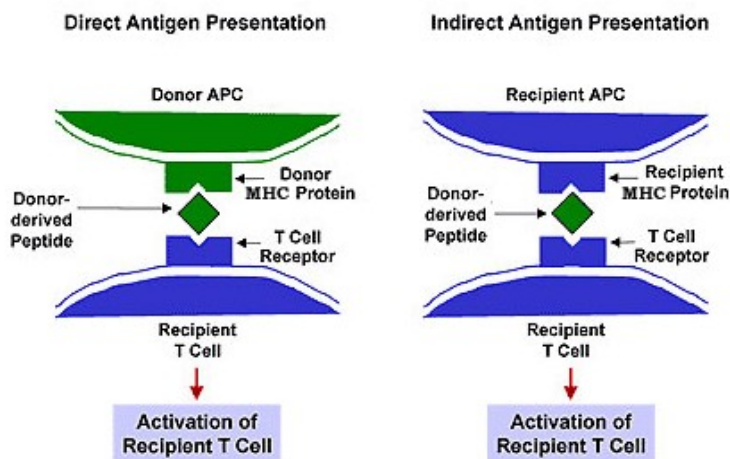 Direct Antigen Presentation
Donor APC
Donor
MHC Protein
Donor-
derived
Peptide
T Cell
Receptor
Recipient
T Cell
Activation of
Recipient T Cell
Indirect Antigen Presentation
Recipient APC
Recipient
MHC Protein
Donor-
derived
Peptide
T Cell
Receptor
Recipient
T Cell
Activation of
Recipient T Cell